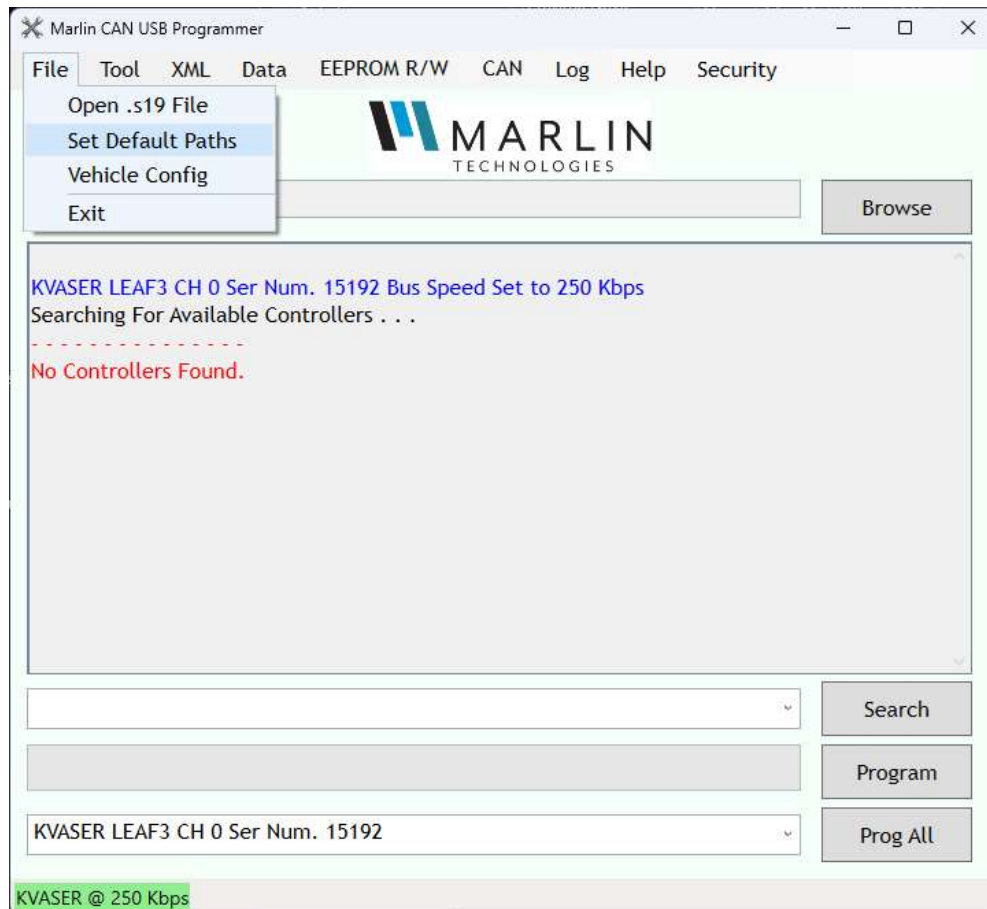 Marlin CAN USB Programmer
File Tool XML Data EEPROM R/W CAN Log Help Security
Open .s19 File
Set Default Paths
Vehicle Config
Exit
MARLIN
TECHNOLOGIES
Browse
KVASER LEAF3 CH 0 Ser Num. 15192 Bus Speed Set to 250 Kbps
Searching For Available Controllers . . .
- - - - - - - - - - - - - - - -
No Controllers Found.
Search
Program
KVASER LEAF3 CH 0 Ser Num. 15192
Prog All
KVASER @ 250 Kbps